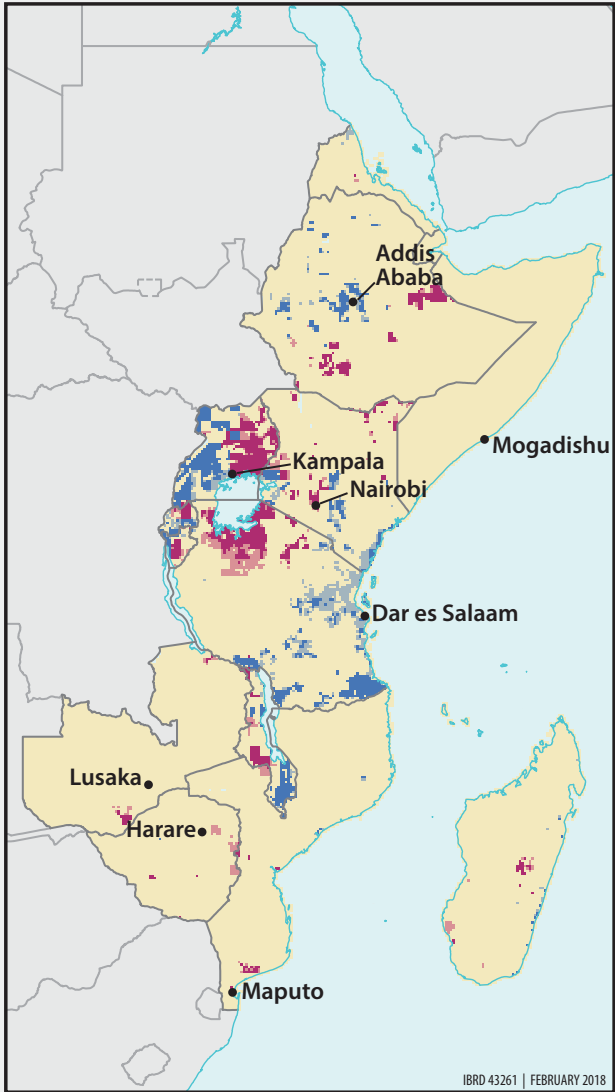 Addis
Ababa
Mogadishu
Kampala
Nairobi
Dar es Salaam
Lusaka
Harare
Maputo
IBRD 43261 | FEBRUARY 2018